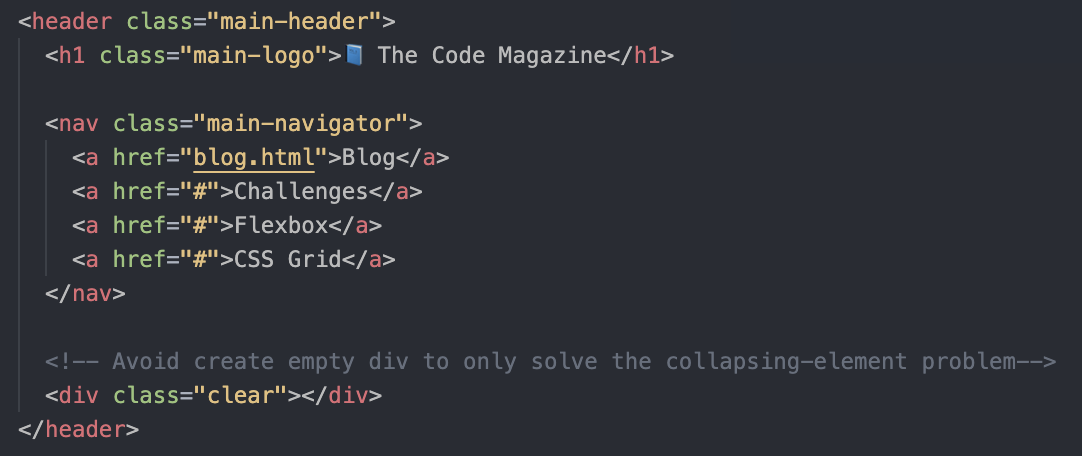 <header class="main-header">
<h1 class="main-logo">📘 The Code Magazine</h1>
<nav class="main-navigator">
<a href="blog.html">Blog</a>
<a href="#">Challenges</a>
<a href="#">Flexbox</a>
<a href="#">CSS Grid</a>
</nav>
<!-- Avoid create empty div to only solve the collapsing-element problem-->
<div class="clear"></div>
</header>